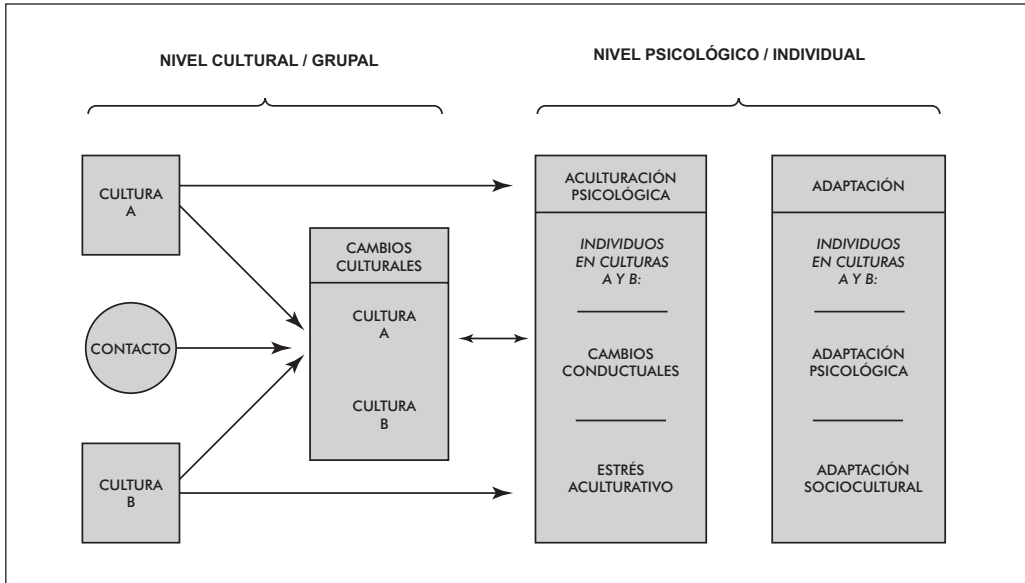 NIVEL CULTURAL / GRUPAL
NIVEL PSICOLÓGICO / INDIVIDUAL
CULTURA
A
CONTACTO
CULTURA
B
CAMBIOS
CULTURALES
CULTURA
A
CULTURA
B
ACULTURACIÓN
PSICOLÓGICA
INDIVIDUOS
EN CULTURAS
A Y B:
CAMBIOS
CONDUCTUALES
ESTRÉS
ACULTURATIVO
ADAPTACIÓN
INDIVIDUOS
EN CULTURAS
A Y B:
ADAPTACIÓN
PSICOLÓGICA
ADAPTACIÓN
SOCIOCULTURAL